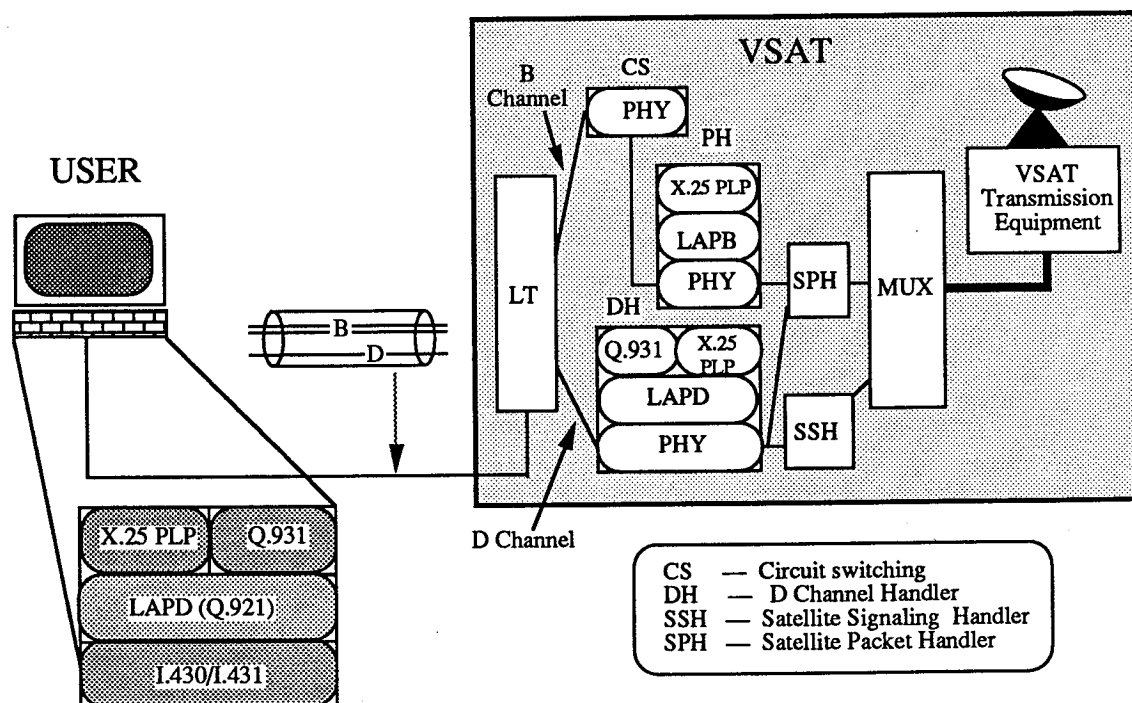 VSAT
CS
B
Channel
PHY
PH
USER
X.25 PLP
LAPB
PHY
VSAT
Transmission
Equipment
LT
SPH
MUX
DH
B
D
Q.931
X.25
PLP
LAPD
PHY
SSH
D Channel
X.25 PLP
Q.931
LAPD (Q.921)
I.430/I.431
CS — Circuit switching
DH — D Channel Handler
SSH — Satellite Signaling Handler
SPH — Satellite Packet Handler